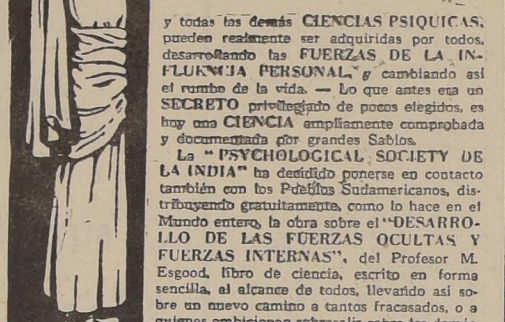 y todas las demás CIENCIAS PSIQUICAS,
pueden realmente ser adquiridas por todos,
desarrollando las FUERZAS DE LA IN-
FLUENCIA PERSONAL, y cambiando así
el rumbo de la vida. — Lo que antes era un
SECRETO privilegiado de pocos elegidos, es
hoy una CIENCIA ampliamente comprobada
y documentada por grandes Sabios.
La "PSYCHOLOGICAL SOCIETY DE
LA INDIA" ha decidido ponerse en contacto
también con los Pueblos Sudamericanos, dis-
tribuyendo gratuitamente, como lo hace en el
Mundo entero, la obra sobre el "DESARRO-
LLO DE LAS FUERZAS OCULTAS Y
FUERZAS INTERNAS", del Profesor M.
Esgood, libro de ciencia, escrito en forma
sencilla, al alcance de todos, llevando así so-
bre un nuevo camino a tantos fracasados, o a